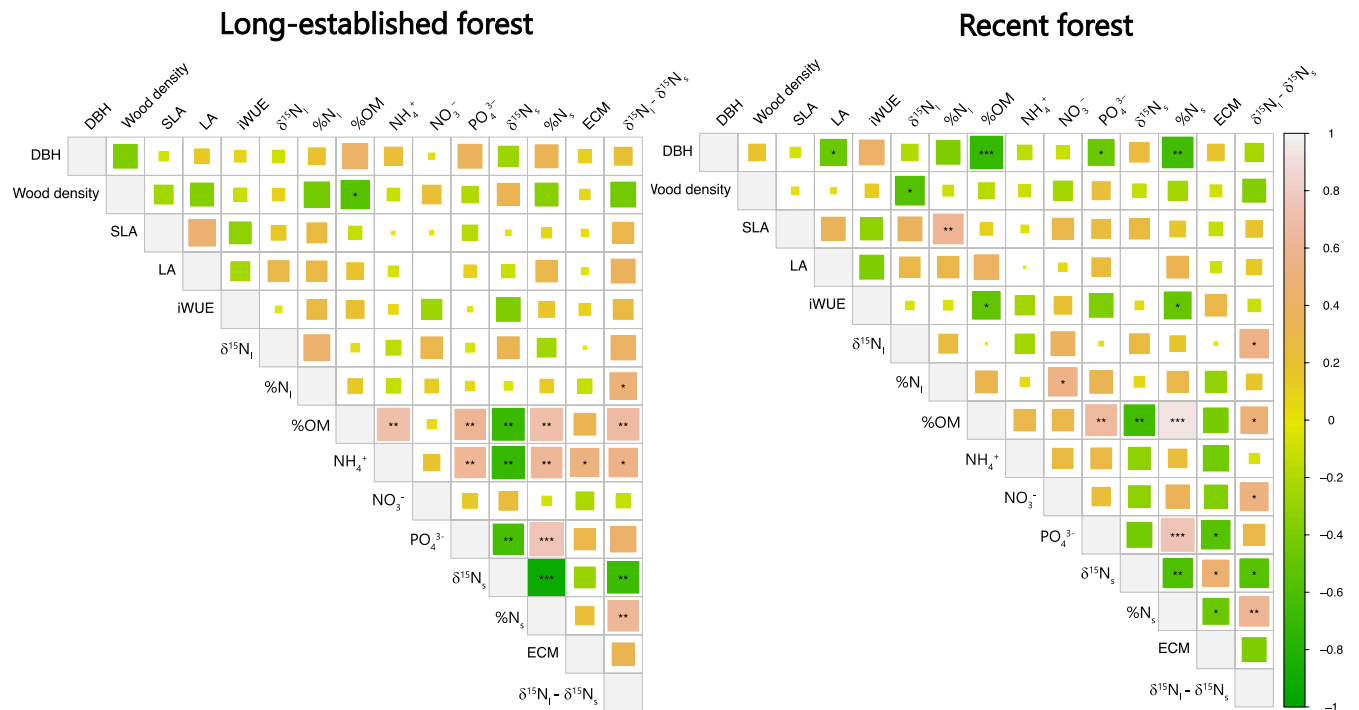 Long-established forest
Recent forest
DBH Wood density SLA LA iWUE δ¹⁵Nₗ %Nₗ %OM NH₄⁺ NO₃⁻ PO₄³⁻ δ¹⁵Nₛ %Nₛ ECM δ¹⁵Nₗ - δ¹⁵Nₛ
DBH
Wood density *
SLA
LA
iWUE
δ¹⁵Nₗ
%Nₗ *
%OM ** ** ** ** **
NH₄⁺ ** ** ** * *
NO₃⁻
PO₄³⁻ ** ***
δ¹⁵Nₛ *** **
%Nₛ **
ECM
δ¹⁵Nₗ - δ¹⁵Nₛ
DBH Wood density SLA LA iWUE δ¹⁵Nₗ %Nₗ %OM NH₄⁺ NO₃⁻ PO₄³⁻ δ¹⁵Nₛ %Nₛ ECM δ¹⁵Nₗ - δ¹⁵Nₛ
DBH * *** * **
Wood density *
SLA **
LA
iWUE * *
δ¹⁵Nₗ *
%Nₗ *
%OM ** ** *** *
NH₄⁺
NO₃⁻ *
PO₄³⁻ *** *
δ¹⁵Nₛ ** * *
%Nₛ * **
ECM
δ¹⁵Nₗ - δ¹⁵Nₛ
1
0.8
0.6
0.4
0.2
0
−0.2
−0.4
−0.6
−0.8
−1